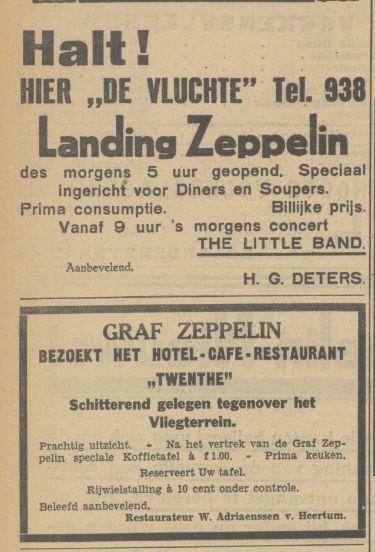 Halt!
HIER „DE VLUCHTE" Tel. 938
Landing Zeppelin
des morgens 5 uur geopend. Speciaal
ingericht voor Diners en Soupers.
Prima consumptie. Billijke prijs.
Vanaf 9 uur 's morgens concert
THE LITTLE BAND.
Aanbevelend,
H. G. DETERS.
GRAF ZEPPELIN
BEZOEKT HET HOTEL-CAFE-RESTAURANT
„TWENTHE"
Schitterend gelegen tegenover het
Vliegterrein.
Prachtig uitzicht. - Na het vertrek van de Graf Zep-
pelin speciale Koffietafel à f 1.00. - Prima keuken.
Reserveert Uw tafel.
Rijwielstalling à 10 cent onder controle.
Beleefd aanbevelend,
Restaurateur W. Adriaenssen v. Heertum.